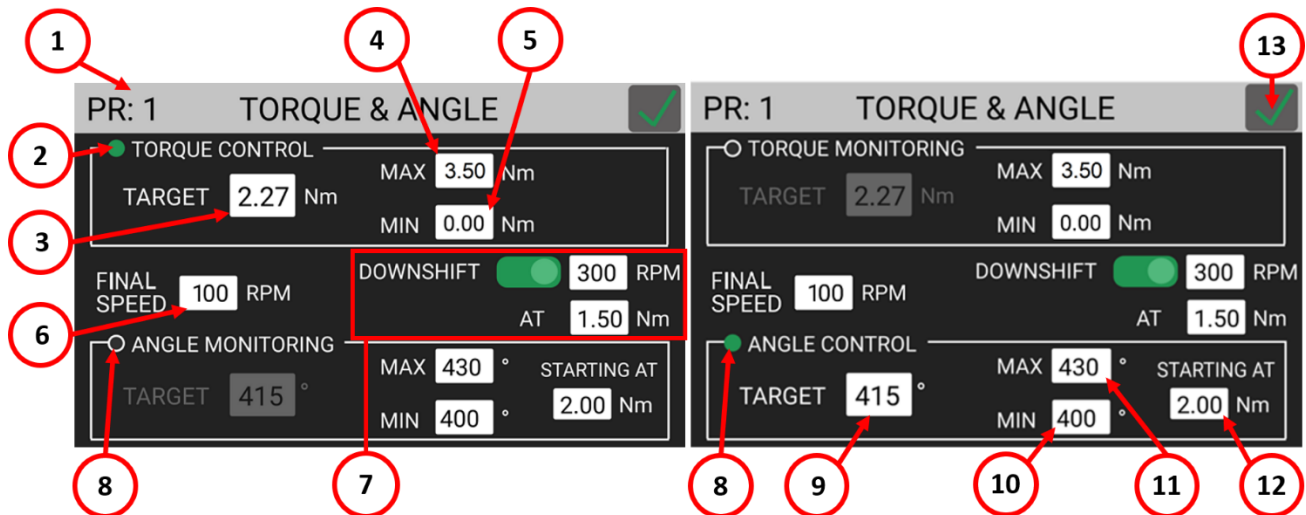 1
4
5
13
PR: 1 TORQUE & ANGLE
2
TORQUE CONTROL
MAX 3.50 Nm
TARGET 2.27 Nm
MIN 0.00 Nm
3
DOWNSHIFT 300 RPM
FINAL
SPEED 100 RPM
AT 1.50 Nm
6
ANGLE MONITORING
MAX 430 ° STARTING AT
TARGET 415 °
2.00 Nm
MIN 400 °
8
7
PR: 1 TORQUE & ANGLE
TORQUE MONITORING
MAX 3.50 Nm
TARGET 2.27 Nm
MIN 0.00 Nm
DOWNSHIFT 300 RPM
FINAL
SPEED 100 RPM
AT 1.50 Nm
ANGLE CONTROL
MAX 430 ° STARTING AT
TARGET 415 °
2.00 Nm
MIN 400 °
8
9
10
11
12